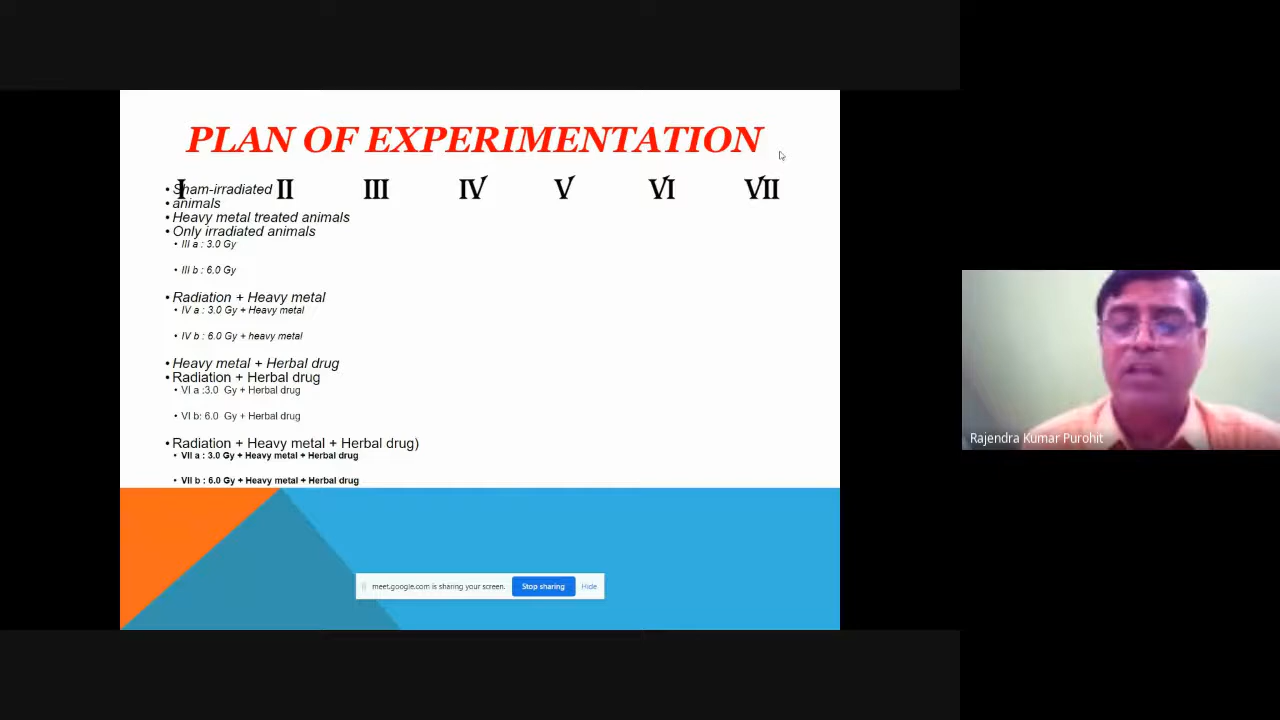 PLAN OF EXPERIMENTATION
I II III IV V VI VII
• Sham-irradiated
• animals
• Heavy metal treated animals
• Only irradiated animals
• III a : 3.0 Gy
• III b : 6.0 Gy
• Radiation + Heavy metal
• IV a : 3.0 Gy + Heavy metal
• IV b : 6.0 Gy + heavy metal
• Heavy metal + Herbal drug
• Radiation + Herbal drug
• VI a :3.0 Gy + Herbal drug
• VI b: 6.0 Gy + Herbal drug
• Radiation + Heavy metal + Herbal drug)
• VII a : 3.0 Gy + Heavy metal + Herbal drug
• VII b : 6.0 Gy + Heavy metal + Herbal drug
meet.google.com is sharing your screen. Stop sharing Hide
Rajendra Kumar Purohit